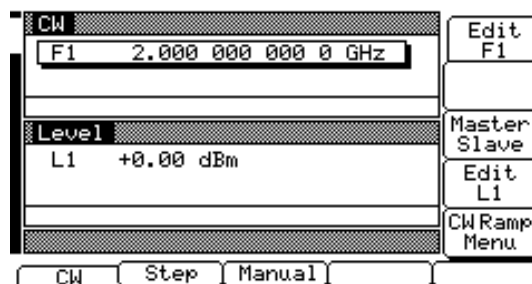 CW
F1 2.000 000 000 0 GHz
Level
L1 +0.00 dBm
Edit
F1
Master
Slave
Edit
L1
CW Ramp
Menu
CW Step Manual